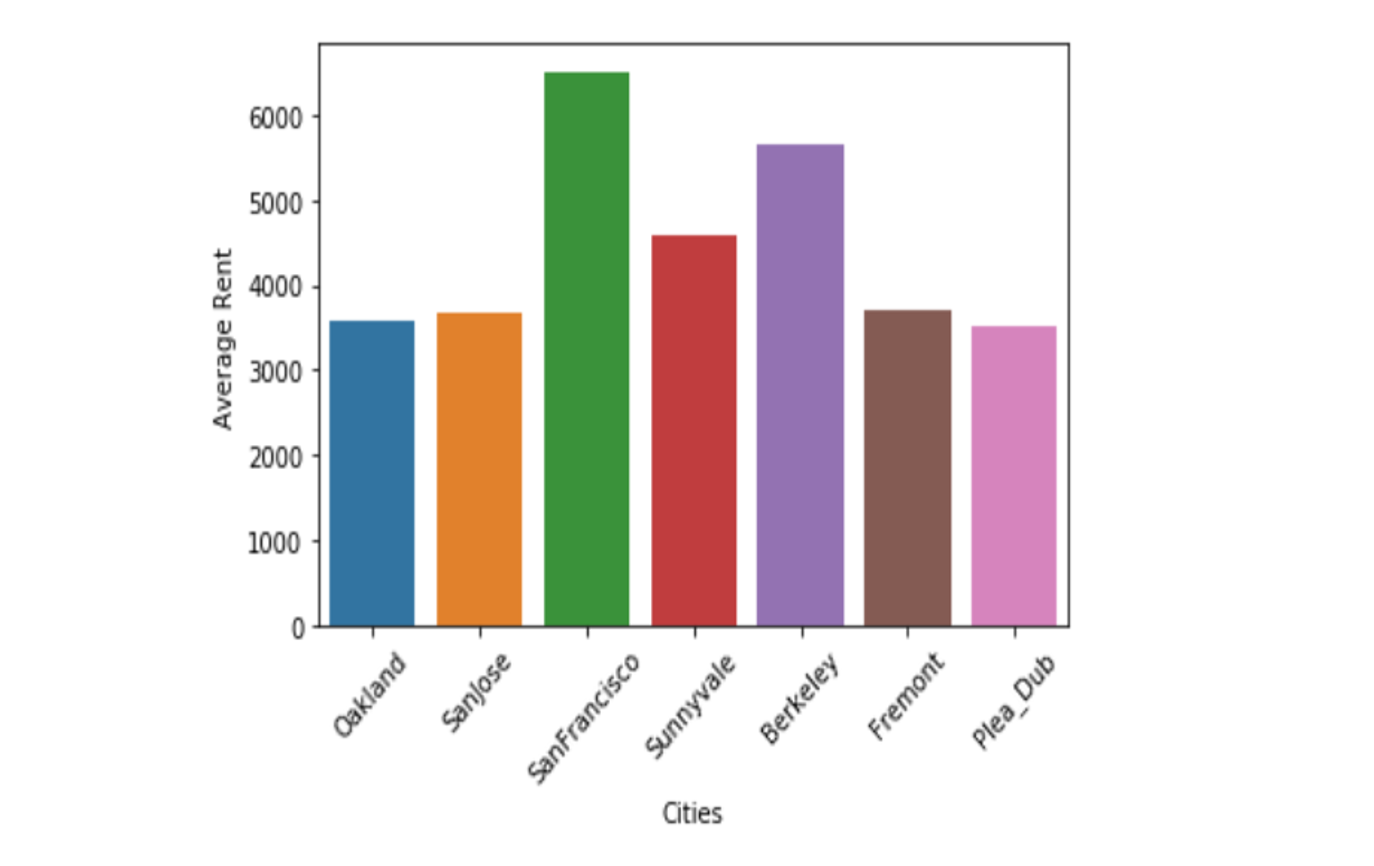 6000
5000
4000
3000
2000
1000
0
Average Rent
Oakland
SanJose
SanFrancisco
Sunnyvale
Berkeley
Fremont
Plea_Dub
Cities